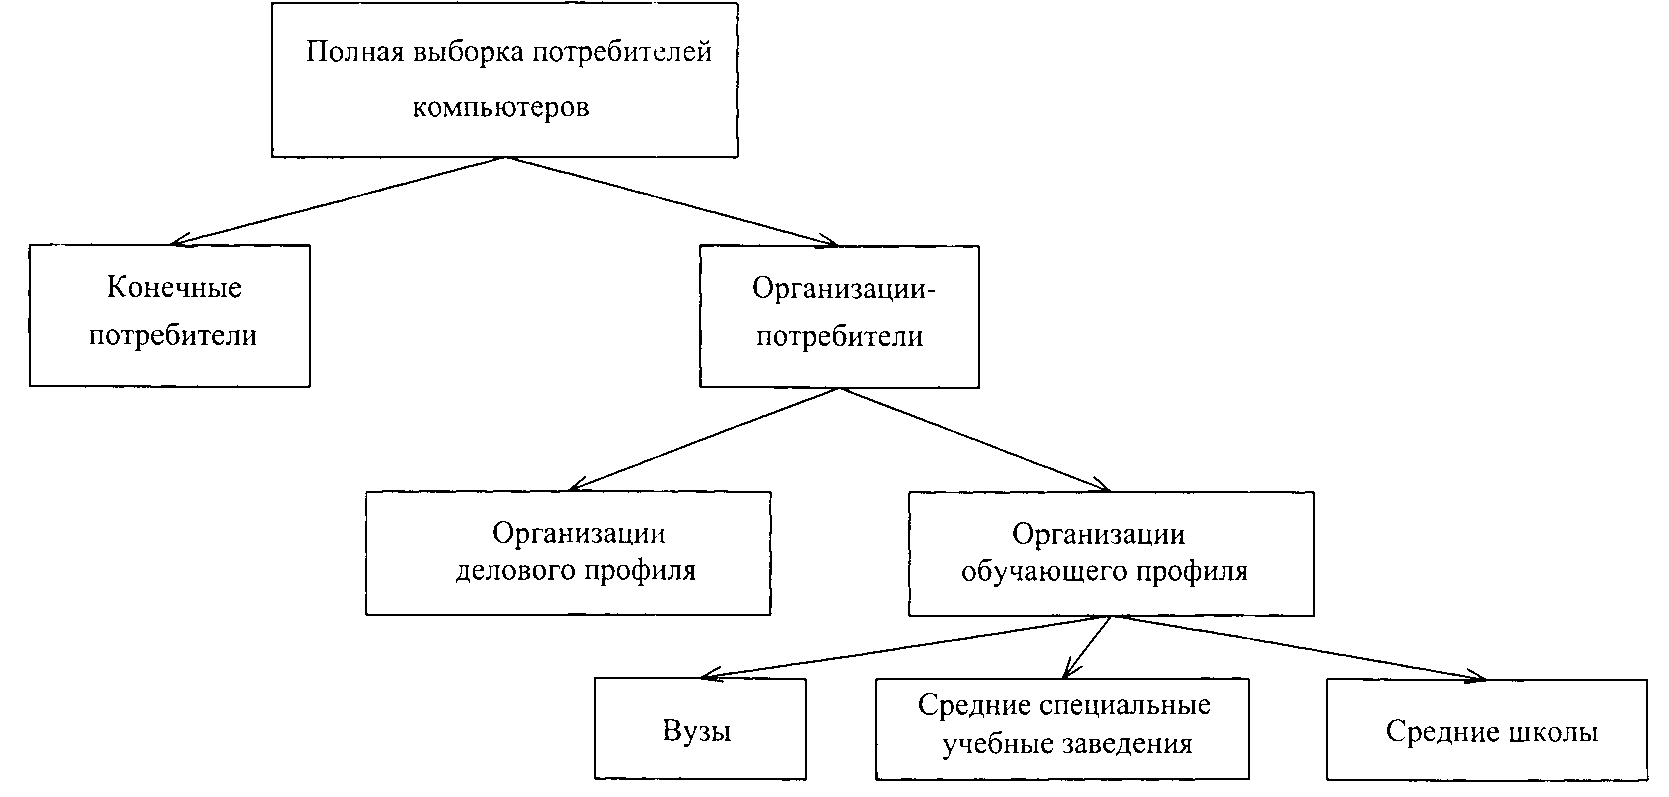 Полная выборка потребителей
компьютеров
Конечные
потребители
Организации-
потребители
Организации
делового профиля
Организации
обучающего профиля
Вузы
Средние специальные
учебные заведения
Средние школы